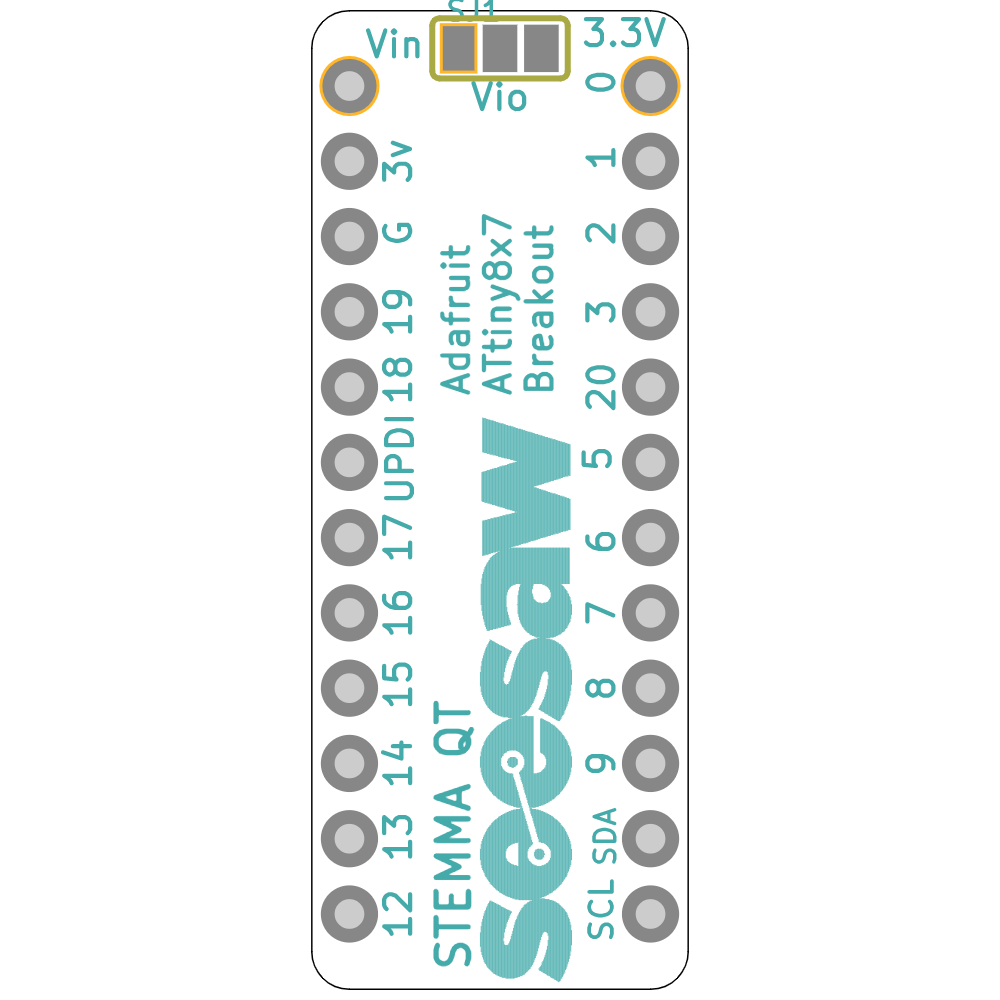 SJ1
Vin
3.3V
Vio
0
3v
1
G
2
19
3
18
20
UPDI
5
17
6
16
7
15
8
14
9
13
SDA
12
SCL
Adafruit
ATtiny8x7
Breakout
STEMMA QT
seesaw